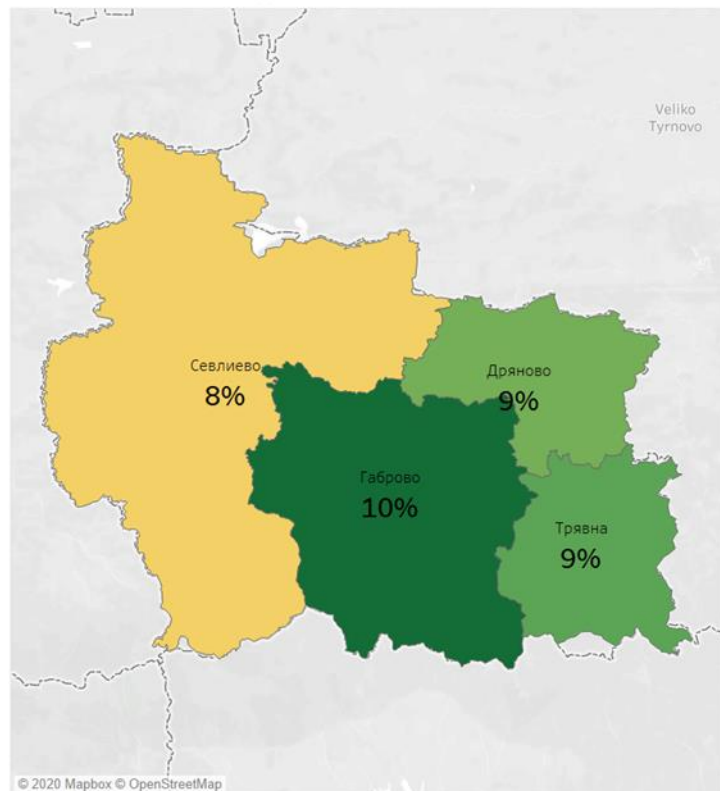 Veliko
Tyrnovo
Севлиево
8%
Дряново
9%
Габрово
10%
Трявна
9%
© 2020 Mapbox © OpenStreetMap